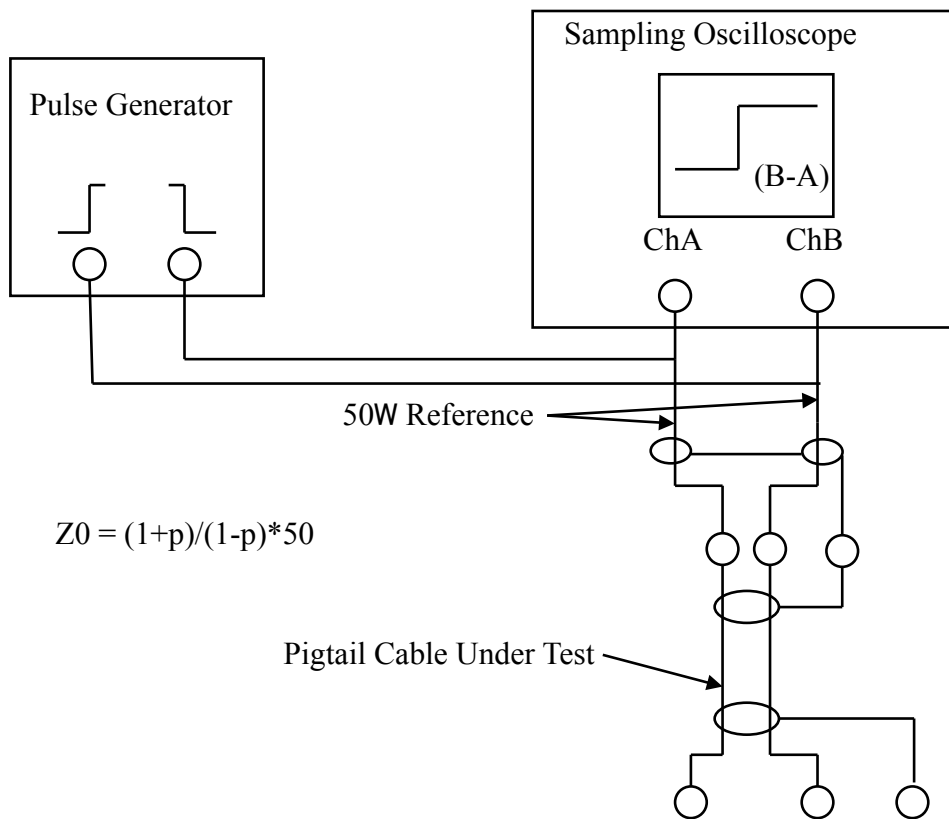 Sampling Oscilloscope
Pulse Generator
(B-A)
ChA
ChB
50W Reference
Z0 = (1+p)/(1-p)*50
Pigtail Cable Under Test